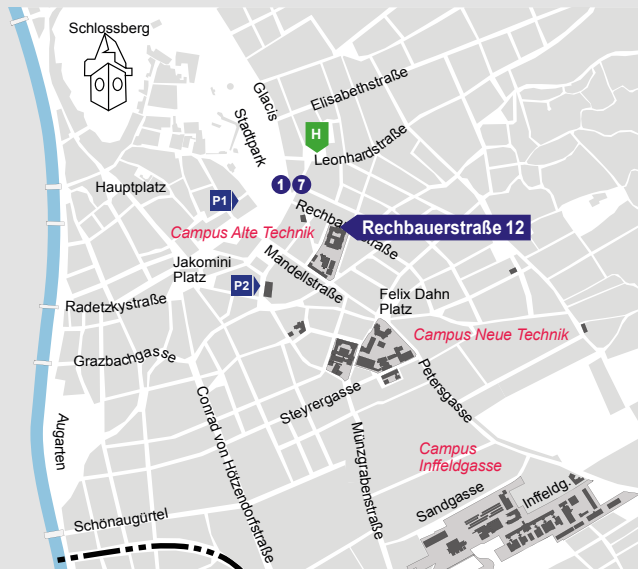 Schlossberg
Glacis
Elisabethstraße
Stadtpark
H
Leonhardstraße
Hauptplatz
P1
1 7
Rechbauerstraße
Rechbauerstraße 12
Campus Alte Technik
Jakomini
Platz
Mandellstraße
P2
Felix Dahn
Platz
Radetzkystraße
Campus Neue Technik
Grazbachgasse
Petersgasse
Steyrergasse
Augarten
Conrad von Hötzendorfstraße
Münzgrabenstraße
Campus
Inffeldgasse
Sandgasse
Inffeldg.
Schönaugürtel